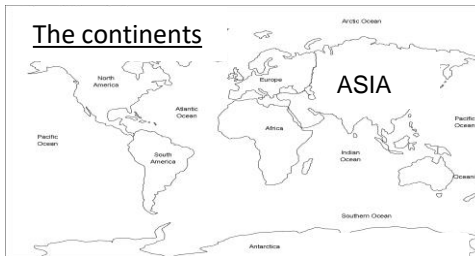 The continents
Arctic Ocean
North
America
Europe
ASIA
Atlantic
Ocean
Pacific
Ocean
Africa
Pacific
Ocean
South
America
Indian
Ocean
Southern Ocean
Antarctica